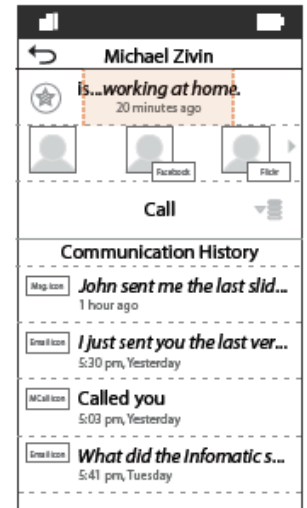 Michael Zivin
is...working at home.
20 minutes ago
Facebook
Flickr
Call
Communication History
Msg. Icon
John sent me the last slid...
1 hour ago
Email Icon
I just sent you the last ver...
5:30 pm, Yesterday
MCall Icon
Called you
5:03 pm, Yesterday
Email Icon
What did the Infomatic s...
5:41 pm, Tuesday